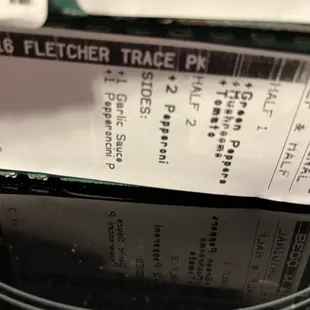 16 FLETCHER TRACE PK
& HALF
HALF 1
+Green Peppers
+Mushrooms
+Tomato
HALF 2
+2 Pepperoni
SIDES:
+1 Garlic Sauce
+1 Pepperoncini P